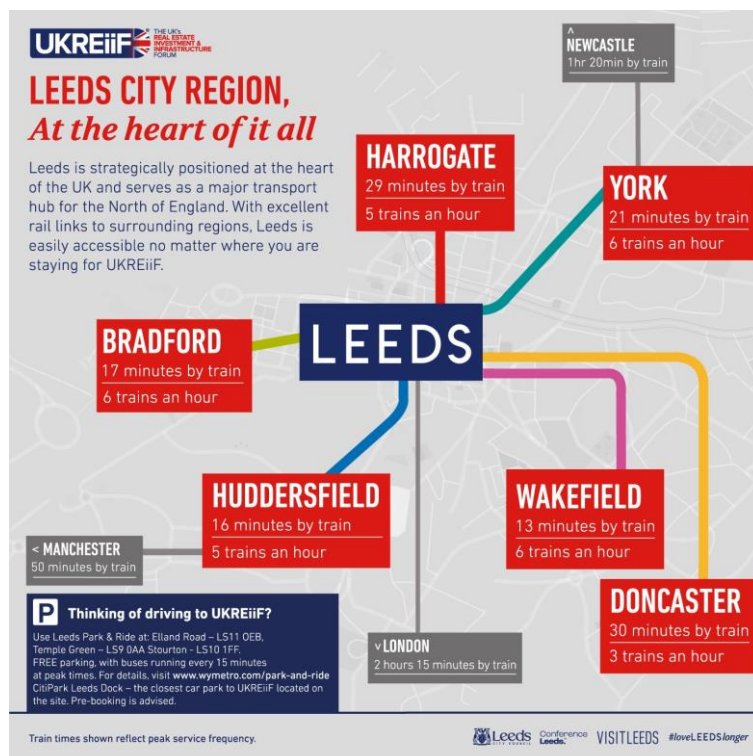 UKREiiF
THE UK's
REAL ESTATE
INVESTMENT &
INFRASTRUCTURE
FORUM
LEEDS CITY REGION,
At the heart of it all
Leeds is strategically positioned at the heart
of the UK and serves as a major transport
hub for the North of England. With excellent
rail links to surrounding regions, Leeds is
easily accessible no matter where you are
staying for UKREiiF.
^
NEWCASTLE
1hr 20min by train
HARROGATE
29 minutes by train
5 trains an hour
YORK
21 minutes by train
6 trains an hour
BRADFORD
17 minutes by train
6 trains an hour
LEEDS
HUDDERSFIELD
16 minutes by train
5 trains an hour
WAKEFIELD
13 minutes by train
6 trains an hour
< MANCHESTER
50 minutes by train
DONCASTER
30 minutes by train
3 trains an hour
v LONDON
2 hours 15 minutes by train
P Thinking of driving to UKREiiF?
Use Leeds Park & Ride at: Elland Road – LS11 OEB,
Temple Green – LS9 0AA Stourton - LS10 1FF.
FREE parking, with buses running every 15 minutes
at peak times. For details, visit www.wymetro.com/park-and-ride
CitiPark Leeds Dock – the closest car park to UKREiiF located on
the site. Pre-booking is advised.
Train times shown reflect peak service frequency.
Leeds
CITY COUNCIL
Conference
Leeds.
VISITLEEDS
#loveLEEDSlonger